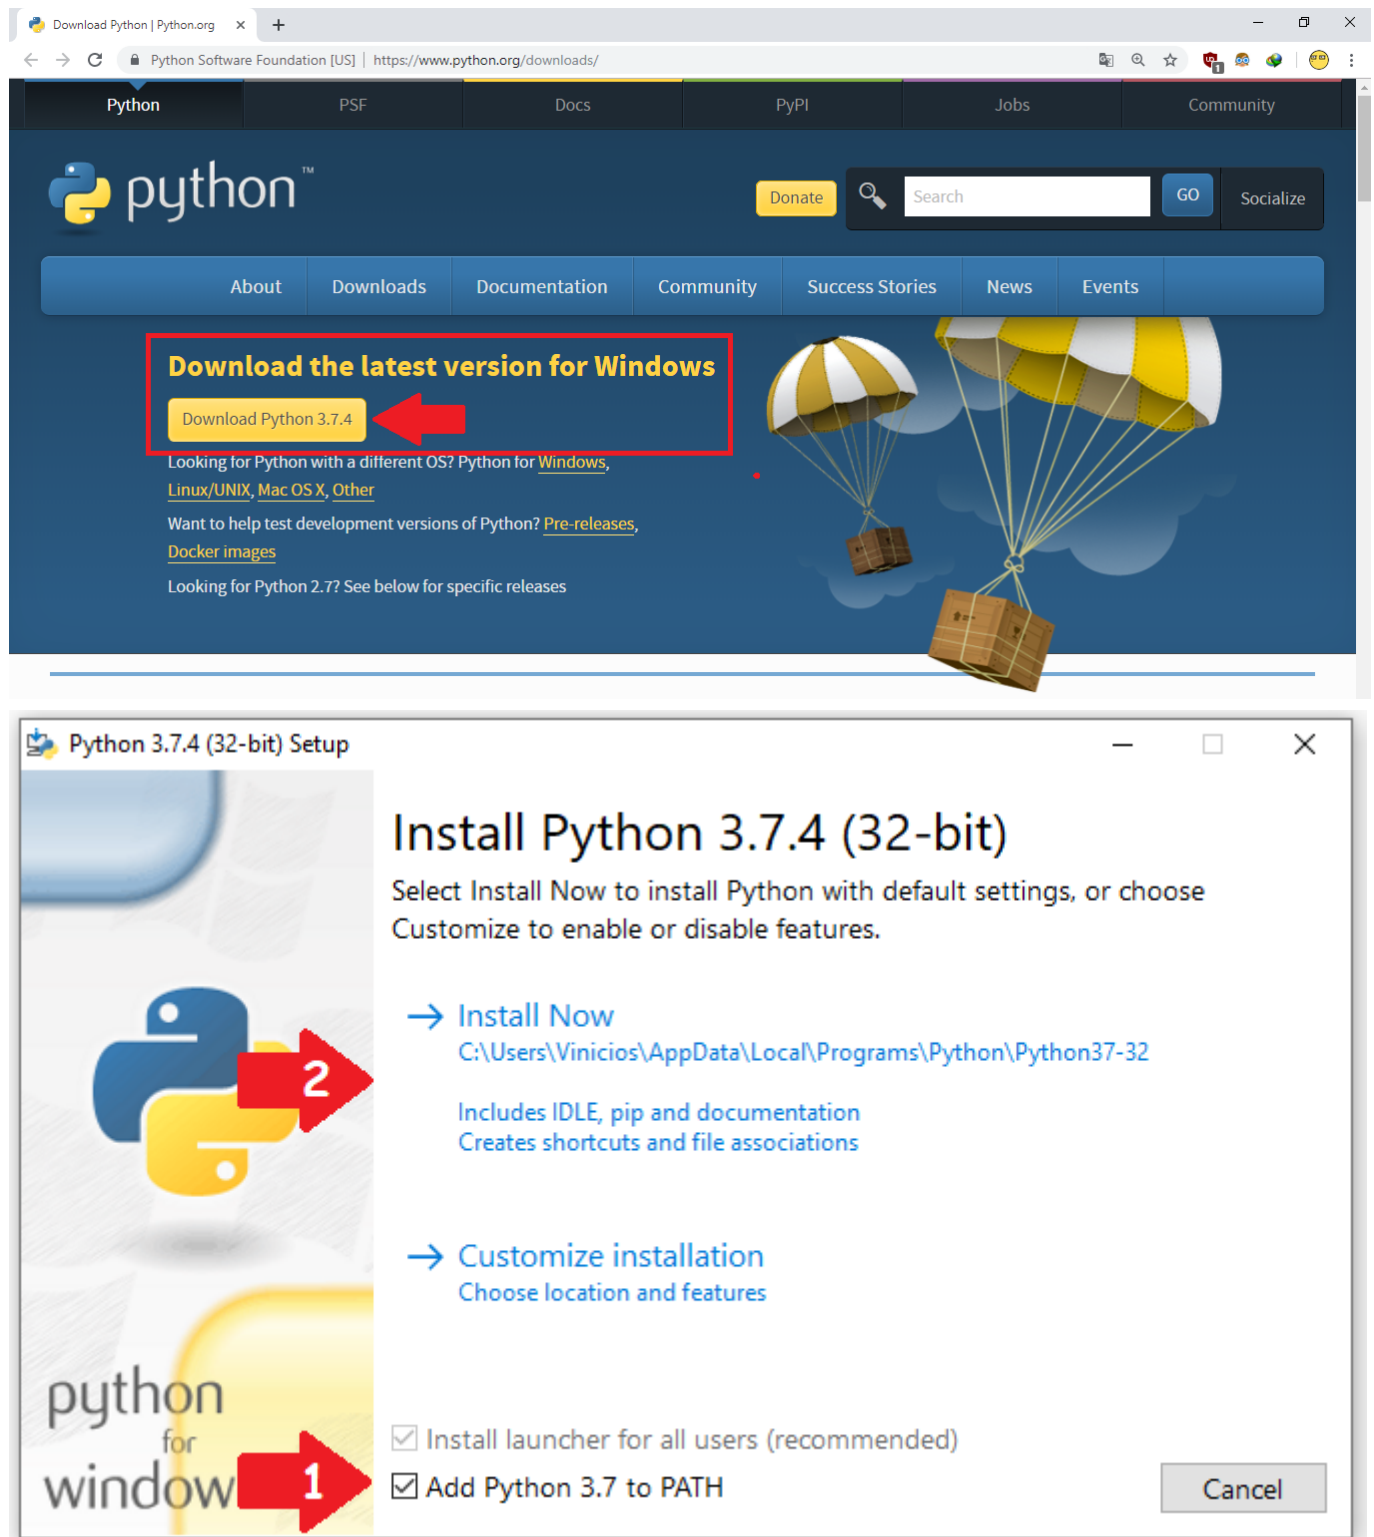 Download Python | Python.org
Python Software Foundation [US] | https://www.python.org/downloads/
1
Python
PSF
Docs
PyPI
Jobs
Community
python™
Donate
Search
GO
Socialize
About
Downloads
Documentation
Community
Success Stories
News
Events
Download the latest version for Windows
Download Python 3.7.4
Looking for Python with a different OS? Python for Windows,
Linux/UNIX, Mac OS X, Other
Want to help test development versions of Python? Pre-releases,
Docker images
Looking for Python 2.7? See below for specific releases
Python 3.7.4 (32-bit) Setup
Install Python 3.7.4 (32-bit)
Select Install Now to install Python with default settings, or choose
Customize to enable or disable features.
Install Now
C:\Users\Vinicios\AppData\Local\Programs\Python\Python37-32
2
Includes IDLE, pip and documentation
Creates shortcuts and file associations
Customize installation
Choose location and features
python
for
window
Install launcher for all users (recommended)
1
Add Python 3.7 to PATH
Cancel